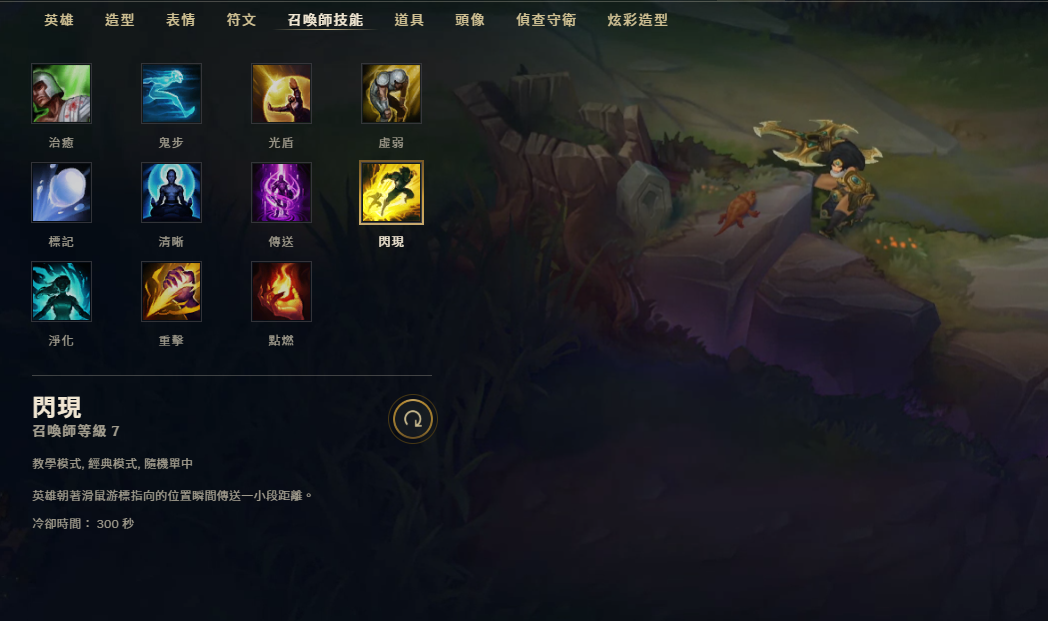 英雄 造型 表情 符文 召喚師技能 道具 頭像 偵查守衛 炫彩造型
治癒 鬼步 光盾 虛弱
標記 清晰 傳送 閃現
淨化 重擊 點燃
閃現
召喚師等級 7
教學模式, 經典模式, 隨機單中
英雄朝著滑鼠游標指向的位置瞬間傳送一小段距離。
冷卻時間： 300 秒